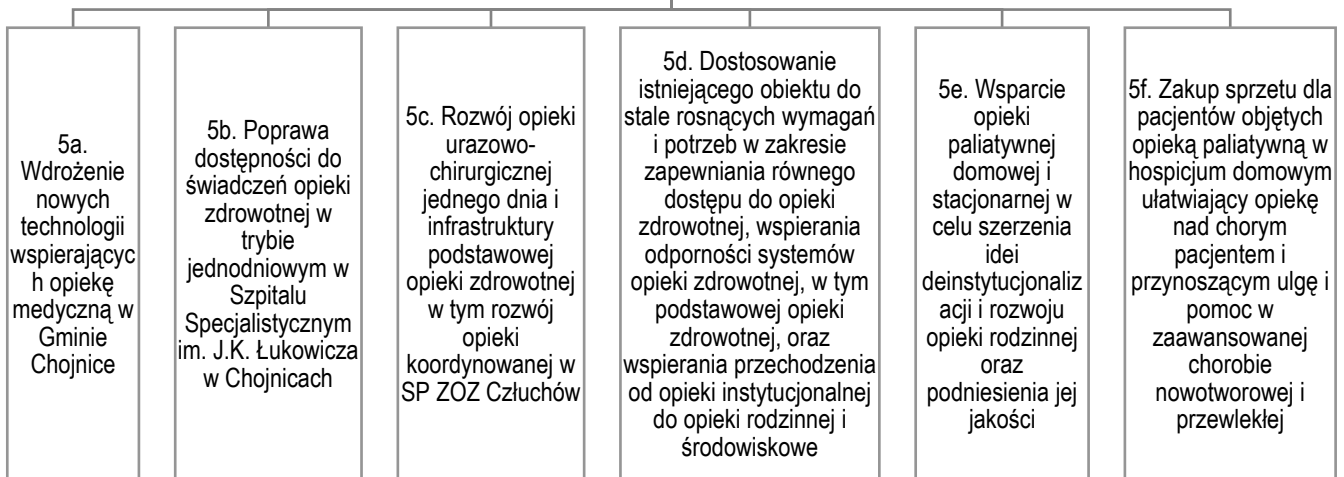 5a.
Wdrożenie
nowych
technologii
wspierającyc
h opiekę
medyczną w
Gminie
Chojnice
5b. Poprawa
dostępności do
świadczeń opieki
zdrowotnej w
trybie
jednodniowym w
Szpitalu
Specjalistycznym
im. J.K. Łukowicza
w Chojnicach
5c. Rozwój opieki
urazowo-
chirurgicznej
jednego dnia i
infrastruktury
podstawowej
opieki zdrowotnej
w tym rozwój
opieki
koordynowanej w
SP ZOZ Człuchów
5d. Dostosowanie
istniejącego obiektu do
stale rosnących wymagań
i potrzeb w zakresie
zapewniania równego
dostępu do opieki
zdrowotnej, wspierania
odporności systemów
opieki zdrowotnej, w tym
podstawowej opieki
zdrowotnej, oraz
wspierania przechodzenia
od opieki instytucjonalnej
do opieki rodzinnej i
środowiskowe
5e. Wsparcie
opieki
paliatywnej
domowej i
stacjonarnej w
celu szerzenia
idei
deinstytucjonaliz
acji i rozwoju
opieki rodzinnej
oraz
podniesienia jej
jakości
5f. Zakup sprzetu dla
pacjentów objętych
opieką paliatywną w
hospicjum domowym
ułatwiający opiekę
nad chorym
pacjentem i
przynoszącym ulgę i
pomoc w
zaawansowanej
chorobie
nowotworowej i
przewlekłej